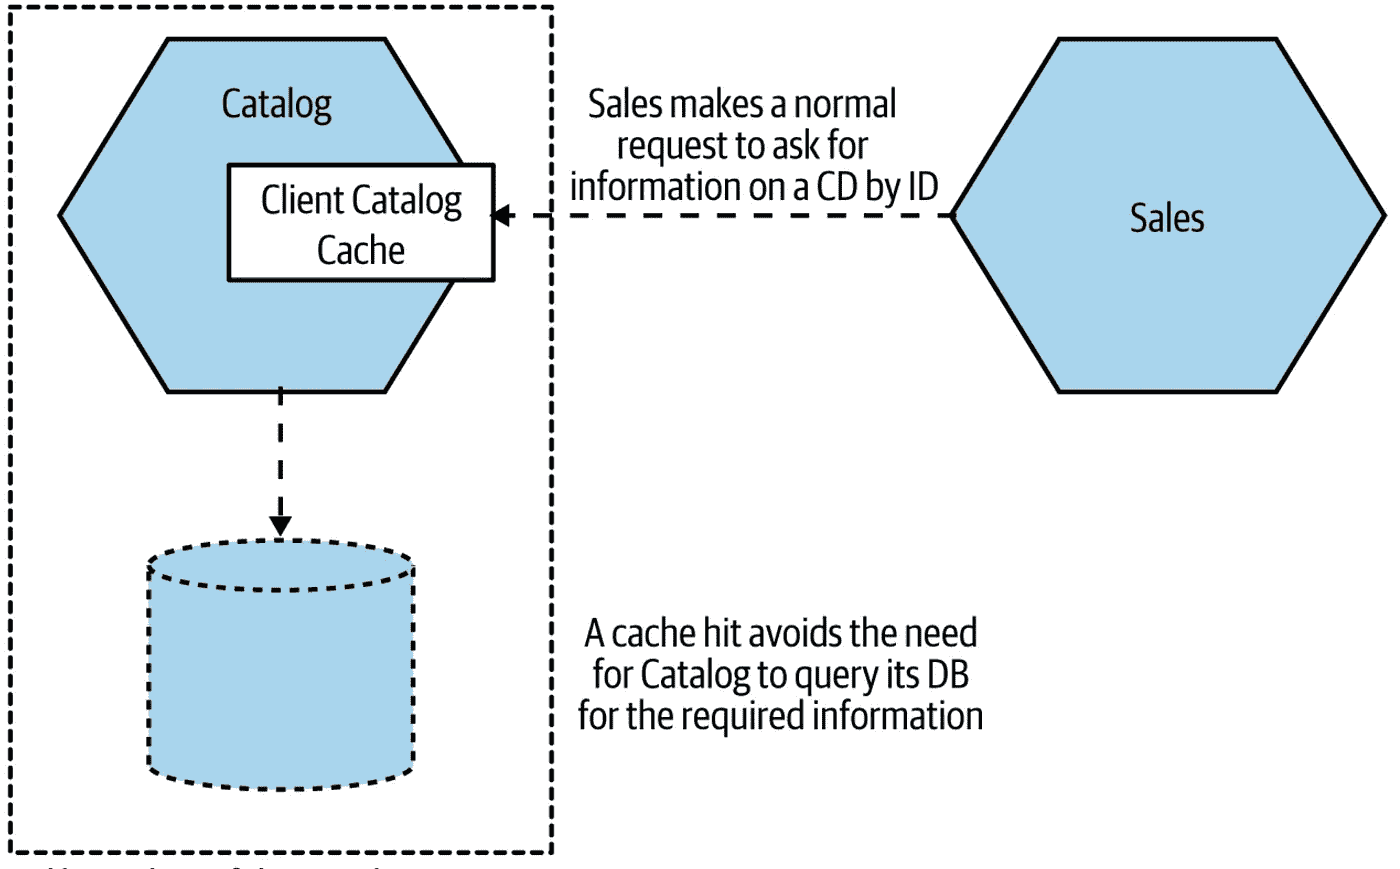 Catalog
Client Catalog
Cache
Sales makes a normal
request to ask for
information on a CD by ID
Sales
A cache hit avoids the need
for Catalog to query its DB
for the required information